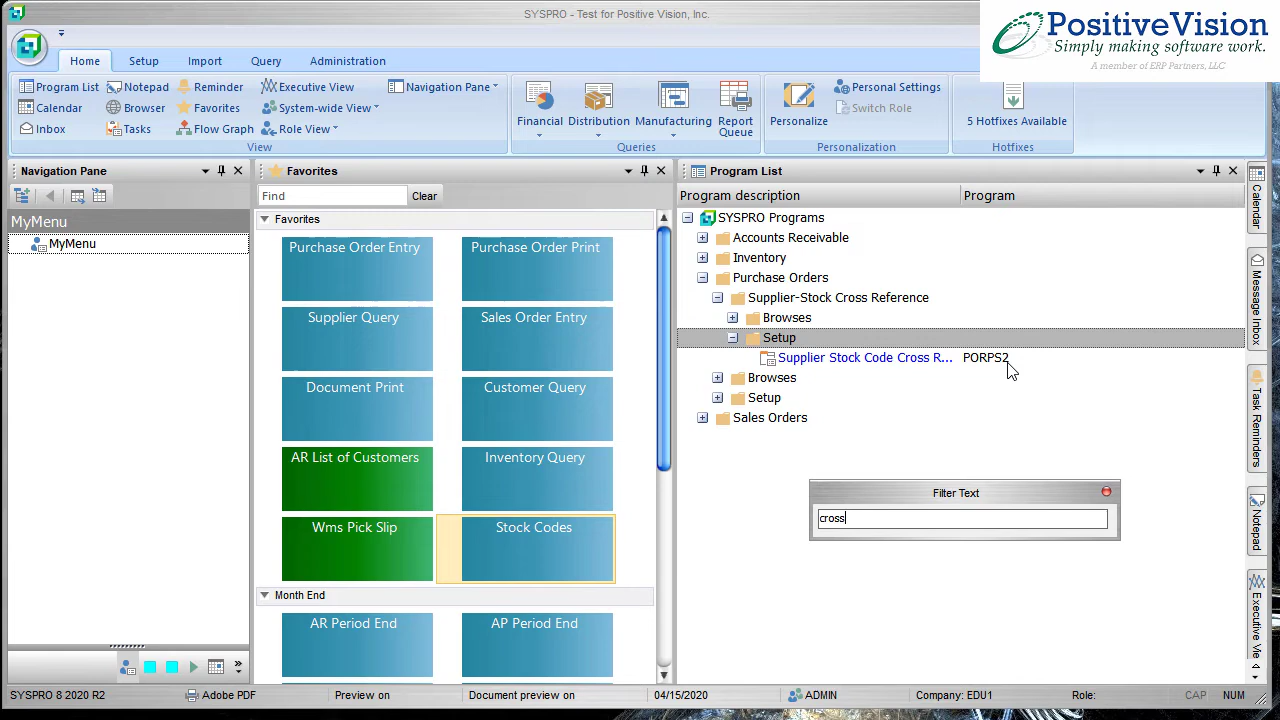 SYSPRO - Test for Positive Vision, Inc.
PositiveVision
Simply making software work.
A member of ERP Partners, LLC
Home
Setup
Import
Query
Administration
Program List
Notepad
Reminder
Executive View
Navigation Pane
Calendar
Browser
Favorites
System-wide View
Inbox
Tasks
Flow Graph
Role View
View
Financial
Distribution
Manufacturing
Report Queue
Queries
Personalize
Personal Settings
Switch Role
Personalization
5 Hotfixes Available
Hotfixes
Navigation Pane
MyMenu
MyMenu
Favorites
Find
Clear
Favorites
Purchase Order Entry
Purchase Order Print
Supplier Query
Sales Order Entry
Document Print
Customer Query
AR List of Customers
Inventory Query
Wms Pick Slip
Stock Codes
Month End
AR Period End
AP Period End
Program List
Program description
Program
SYSPRO Programs
Accounts Receivable
Inventory
Purchase Orders
Supplier-Stock Cross Reference
Browses
Setup
Supplier Stock Code Cross R...
PORPS2
Browses
Setup
Sales Orders
Filter Text
cross
Calendar
Message Inbox
Task Reminders
Notepad
Executive Vie
SYSPRO 8 2020 R2
Adobe PDF
Preview on
Document preview on
04/15/2020
ADMIN
Company: EDU1
Role:
CAP
NUM